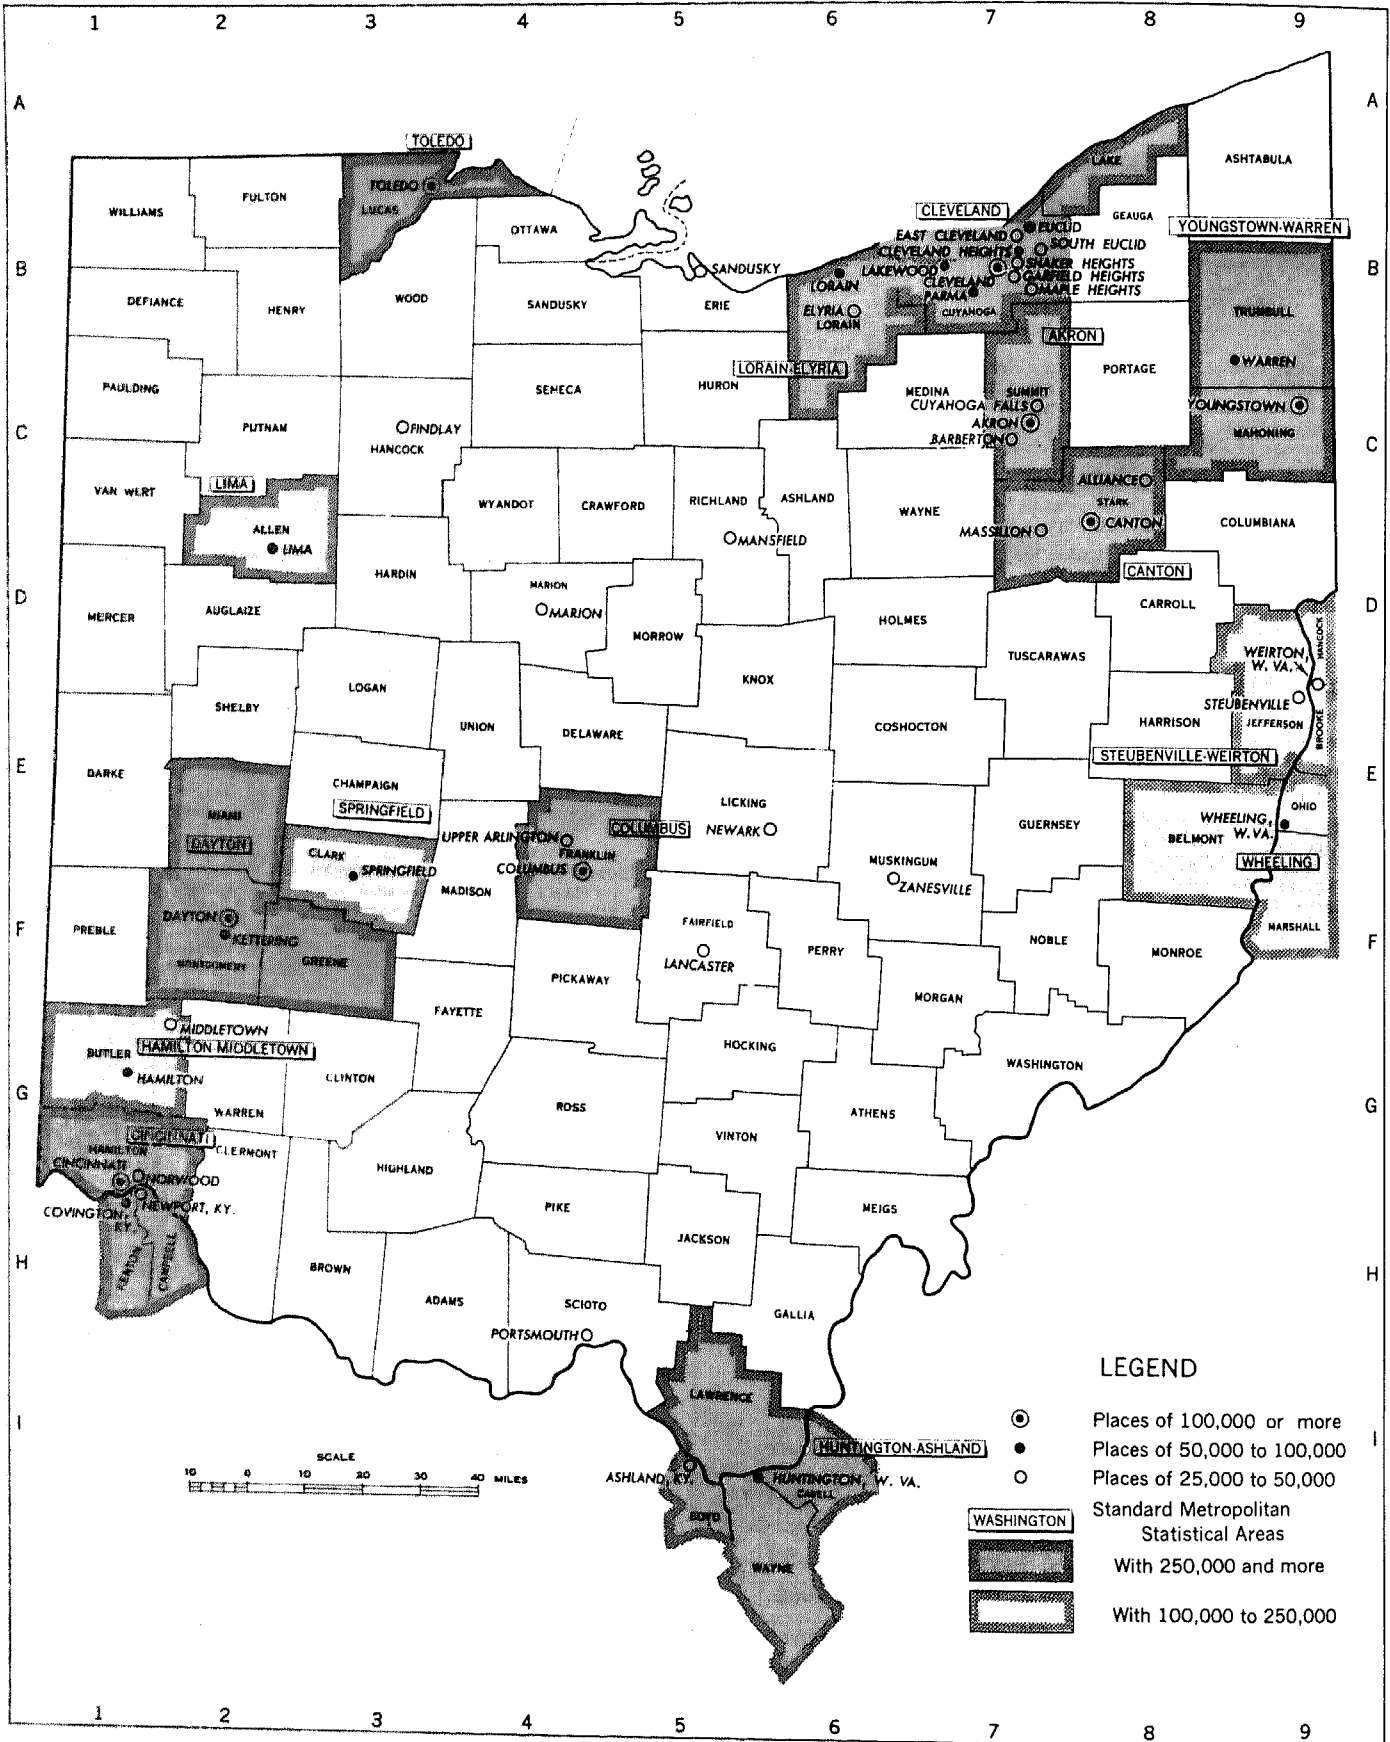 1 2 3 4 5 6 7 8 9
A A
TOLEDO
TOLEDO
LUCAS
WILLIAMS
FULTON
OTTAWA
LAKE
ASHTABULA
GEAUGA
CLEVELAND
EUCLID
EAST CLEVELAND
SOUTH EUCLID
CLEVELAND HEIGHTS
SHAKER HEIGHTS
LAKEWOOD
GARFIELD HEIGHTS
CLEVELAND
MAPLE HEIGHTS
PARMA
CUYAHOGA
YOUNGSTOWN-WARREN
B B
SANDUSKY
LORAIN
ELYRIA
LORAIN
DEFIANCE
HENRY
WOOD
SANDUSKY
ERIE
TRUMBULL
WARREN
AKRON
LORAIN-ELYRIA
PAULDING
SENECA
HURON
MEDINA
SUMMIT
PORTAGE
CUYAHOGA FALLS
AKRON
BARBERTON
YOUNGSTOWN
MAHONING
C C
PUTNAM
FINDLAY
HANCOCK
VAN WERT
LIMA
ALLEN
LIMA
WYANDOT
CRAWFORD
RICHLAND
ASHLAND
MANSFIELD
WAYNE
ALLIANCE
STARK
MASSILLON
CANTON
COLUMBIANA
CANTON
HARDIN
MARION
MARION
D D
MERCER
AUGLAIZE
MORROW
HOLMES
CARROLL
TUSCARAWAS
HANCOCK
WEIRTON,
W. VA.
STEUBENVILLE
JEFFERSON
BROOKE
LOGAN
KNOX
SHELBY
UNION
DELAWARE
COSHOCTON
HARRISON
STEUBENVILLE-WEIRTON
E E
DARKE
CHAMPAIGN
SPRINGFIELD
MIAMI
DAYTON
LICKING
NEWARK
GUERNSEY
BELMONT
OHIO
WHEELING,
W. VA.
WHEELING
UPPER ARLINGTON
COLUMBUS
FRANKLIN
COLUMBUS
CLARK
SPRINGFIELD
MADISON
MUSKINGUM
ZANESVILLE
F F
PREBLE
DAYTON
KETTERING
MONTGOMERY
GREENE
FAIRFIELD
LANCASTER
PERRY
NOBLE
MONROE
MARSHALL
PICKAWAY
FAYETTE
MORGAN
MIDDLETOWN
BUTLER
HAMILTON-MIDDLETOWN
HAMILTON
CLINTON
HOCKING
WASHINGTON
G G
WARREN
ROSS
ATHENS
VINTON
CINCINNATI
HAMILTON
CLERMONT
CINCINNATI
NORWOOD
NEWPORT, KY.
COVINGTON,
KY.
KENTON
CAMPBELL
HIGHLAND
PIKE
MEIGS
JACKSON
H H
BROWN
ADAMS
SCIOTO
GALLIA
PORTSMOUTH
LAWRENCE
I I
HUNTINGTON-ASHLAND
ASHLAND, KY.
HUNTINGTON, W. VA.
CABELL
BOYD
WAYNE
SCALE
10 0 10 20 30 40 MILES
LEGEND
Places of 100,000 or more
Places of 50,000 to 100,000
Places of 25,000 to 50,000
WASHINGTON
Standard Metropolitan
Statistical Areas
With 250,000 and more
With 100,000 to 250,000
1 2 3 4 5 6 7 8 9